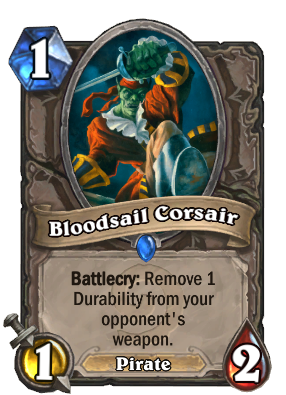 1
Bloodsail Corsair
Battlecry: Remove 1
Durability from your
opponent's
weapon.
1
Pirate
2